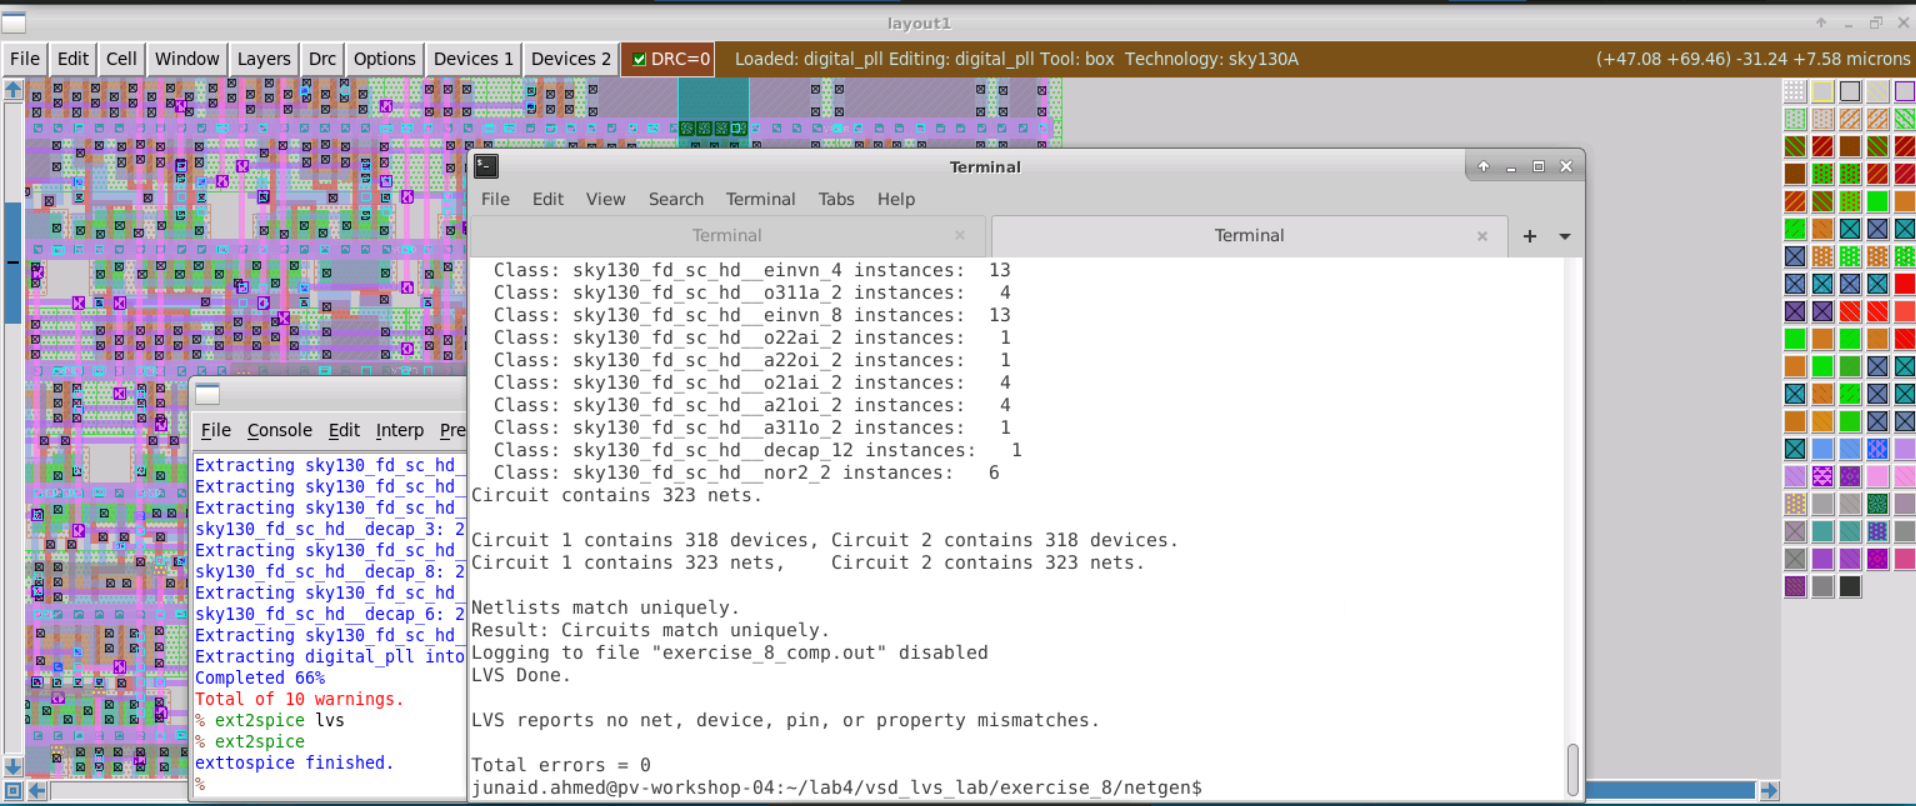 layout1
File Edit Cell Window Layers Drc Options Devices 1 Devices 2 DRC=0 Loaded: digital_pll Editing: digital_pll Tool: box Technology: sky130A (+47.08 +69.46) -31.24 +7.58 microns
Terminal
File Edit View Search Terminal Tabs Help
Terminal Terminal
Class: sky130_fd_sc_hd__einvn_4 instances: 13
Class: sky130_fd_sc_hd__o311a_2 instances: 4
Class: sky130_fd_sc_hd__einvn_8 instances: 13
Class: sky130_fd_sc_hd__o22ai_2 instances: 1
Class: sky130_fd_sc_hd__a22oi_2 instances: 1
Class: sky130_fd_sc_hd__o21ai_2 instances: 4
Class: sky130_fd_sc_hd__a21oi_2 instances: 4
Class: sky130_fd_sc_hd__a311o_2 instances: 1
Class: sky130_fd_sc_hd__decap_12 instances: 1
Class: sky130_fd_sc_hd__nor2_2 instances: 6
Circuit contains 323 nets.
Circuit 1 contains 318 devices, Circuit 2 contains 318 devices.
Circuit 1 contains 323 nets, Circuit 2 contains 323 nets.
Netlists match uniquely.
Result: Circuits match uniquely.
Logging to file "exercise_8_comp.out" disabled
LVS Done.
LVS reports no net, device, pin, or property mismatches.
Total errors = 0
junaid.ahmed@pv-workshop-04:~/lab4/vsd_lvs_lab/exercise_8/netgen$
File Console Edit Interp Pre
Extracting sky130_fd_sc_hd_
Extracting sky130_fd_sc_hd_
Extracting sky130_fd_sc_hd_
sky130_fd_sc_hd__decap_3: 2
Extracting sky130_fd_sc_hd_
sky130_fd_sc_hd__decap_8: 2
Extracting sky130_fd_sc_hd_
sky130_fd_sc_hd__decap_6: 2
Extracting sky130_fd_sc_hd_
Extracting digital_pll into
Completed 66%
Total of 10 warnings.
% ext2spice lvs
% ext2spice
exttospice finished.
%